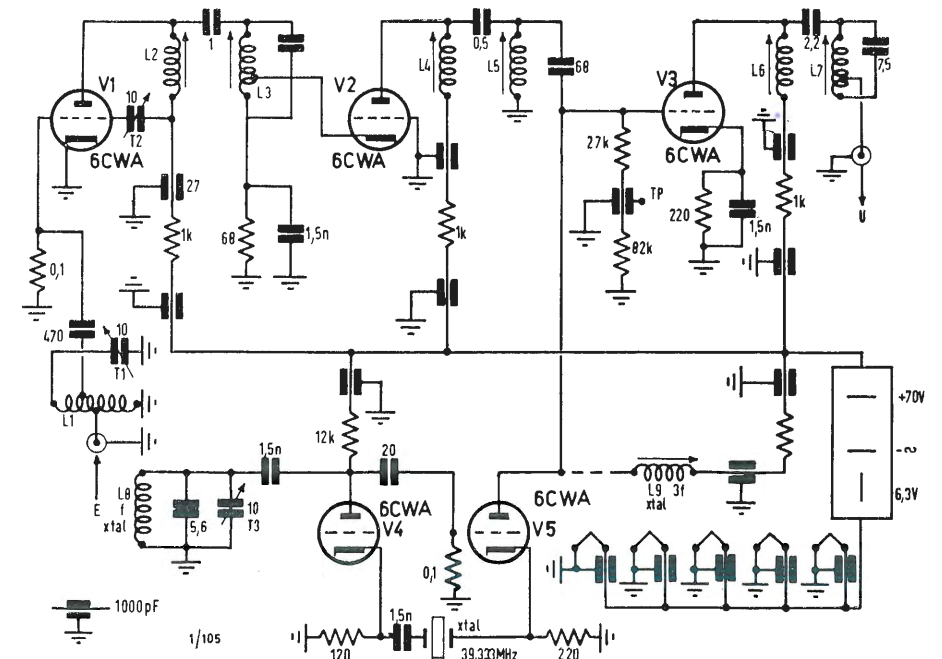 L2
1
L3
L4
0,5
L5
68
L6
2,2
L7
7,5
V1
10
T2
6CWA
V2
6CWA
V3
6CWA
27k
TP
82k
220
1,5n
1k
U
27
1k
68
1,5n
1k
0,1
470
10
T1
L1
E
12k
1,5n
20
+70V
6,3V
L8
f
xtal
5,6
10
T3
6CWA
V4
0,1
6CWA
V5
L9 3f
xtal
1000pF
1/105
120
1,5n
xtal
39.333MHz
220